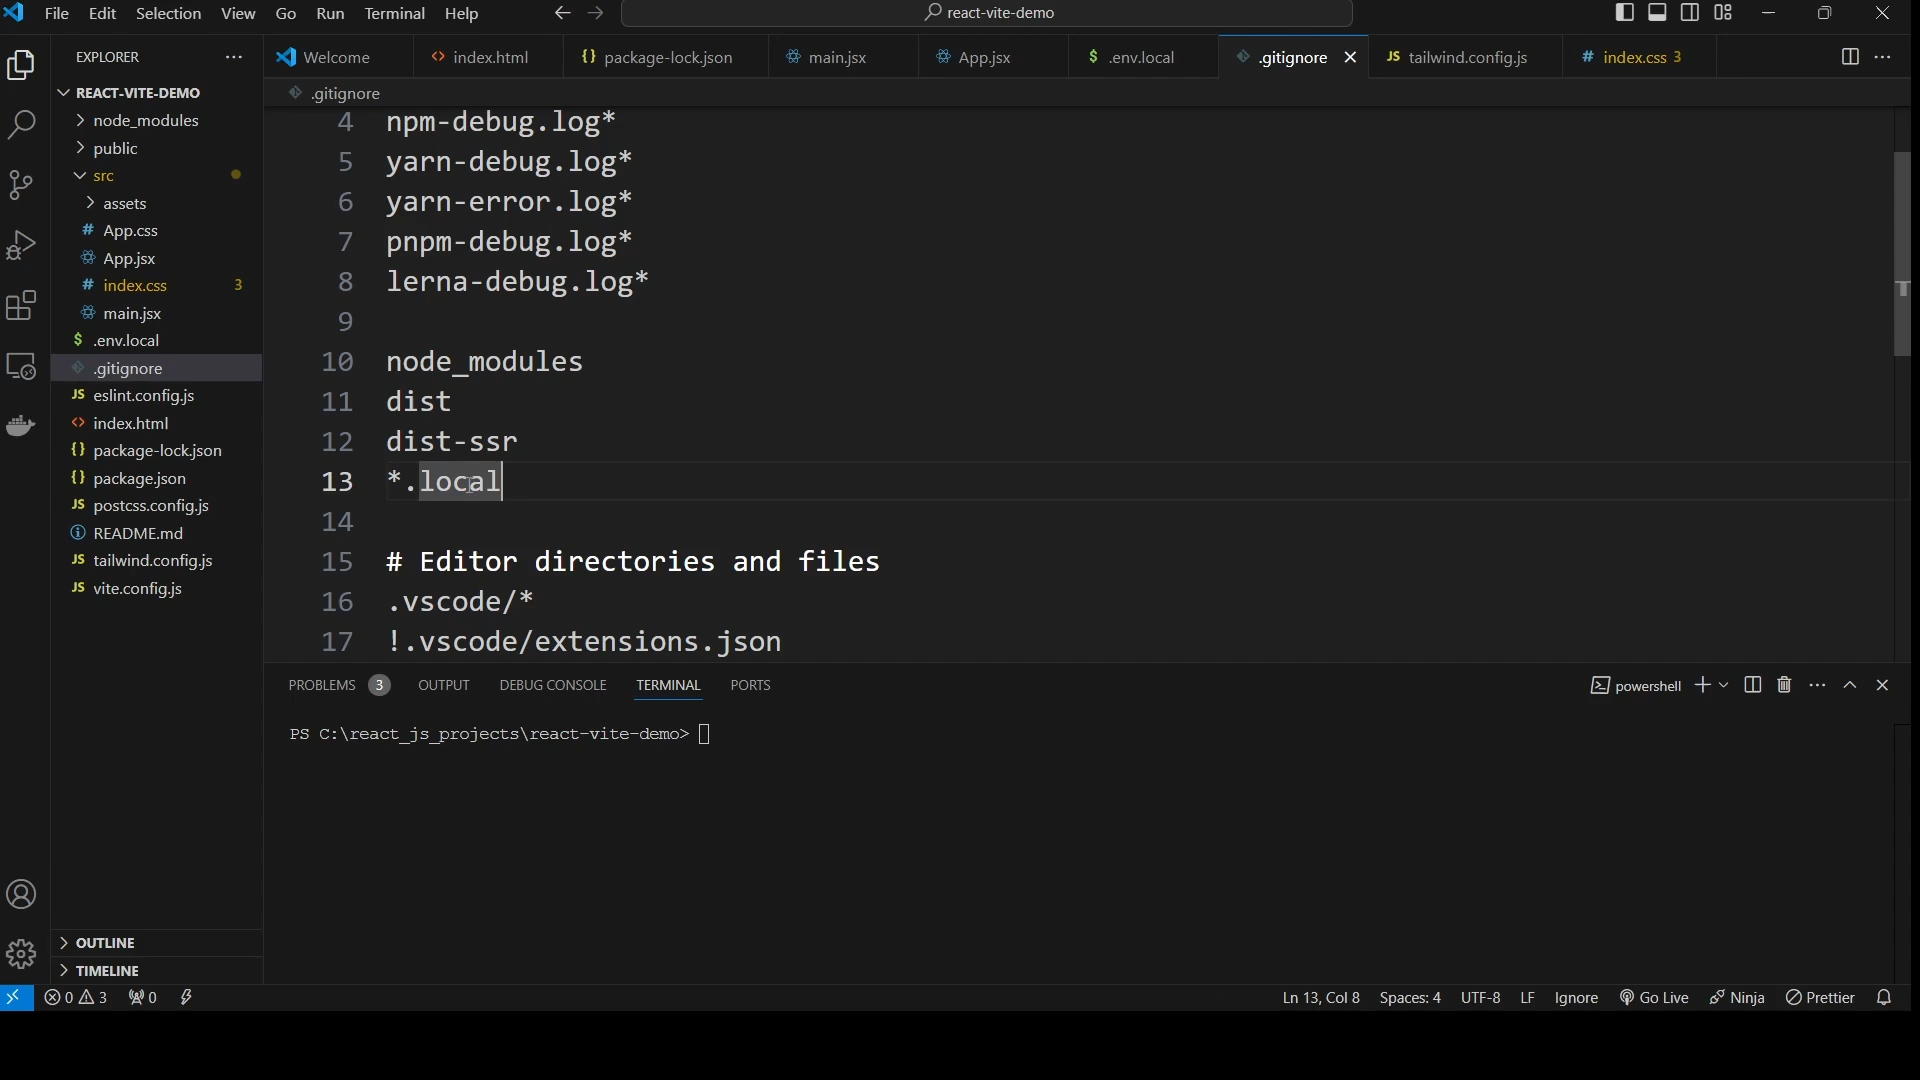 File Edit Selection View Go Run Terminal Help
react-vite-demo
EXPLORER
Welcome
index.html
package-lock.json
main.jsx
App.jsx
.env.local
.gitignore
JS tailwind.config.js
# index.css 3
REACT-VITE-DEMO
node_modules
public
src
assets
# App.css
App.jsx
# index.css 3
main.jsx
$ .env.local
.gitignore
JS eslint.config.js
<> index.html
{} package-lock.json
{} package.json
JS postcss.config.js
README.md
JS tailwind.config.js
JS vite.config.js
OUTLINE
TIMELINE
.gitignore
4 npm-debug.log*
5 yarn-debug.log*
6 yarn-error.log*
7 pnpm-debug.log*
8 lerna-debug.log*
9
10 node_modules
11 dist
12 dist-ssr
13 *.local
14
15 # Editor directories and files
16 .vscode/*
17 !.vscode/extensions.json
PROBLEMS 3 OUTPUT DEBUG CONSOLE TERMINAL PORTS
powershell
PS C:\react_js_projects\react-vite-demo>
0 3 0
Ln 13, Col 8 Spaces: 4 UTF-8 LF Ignore Go Live Ninja Prettier